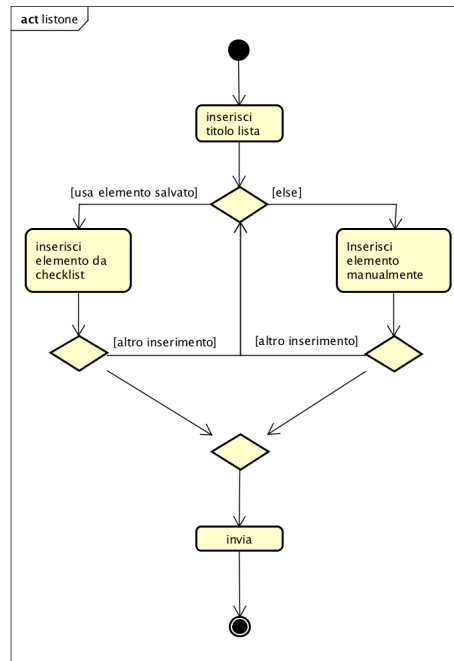 act listone
inserisci
titolo lista
[usa elemento salvato]
[else]
inserisci
elemento da
checklist
Inserisci
elemento
manualmente
[altro inserimento]
[altro inserimento]
invia